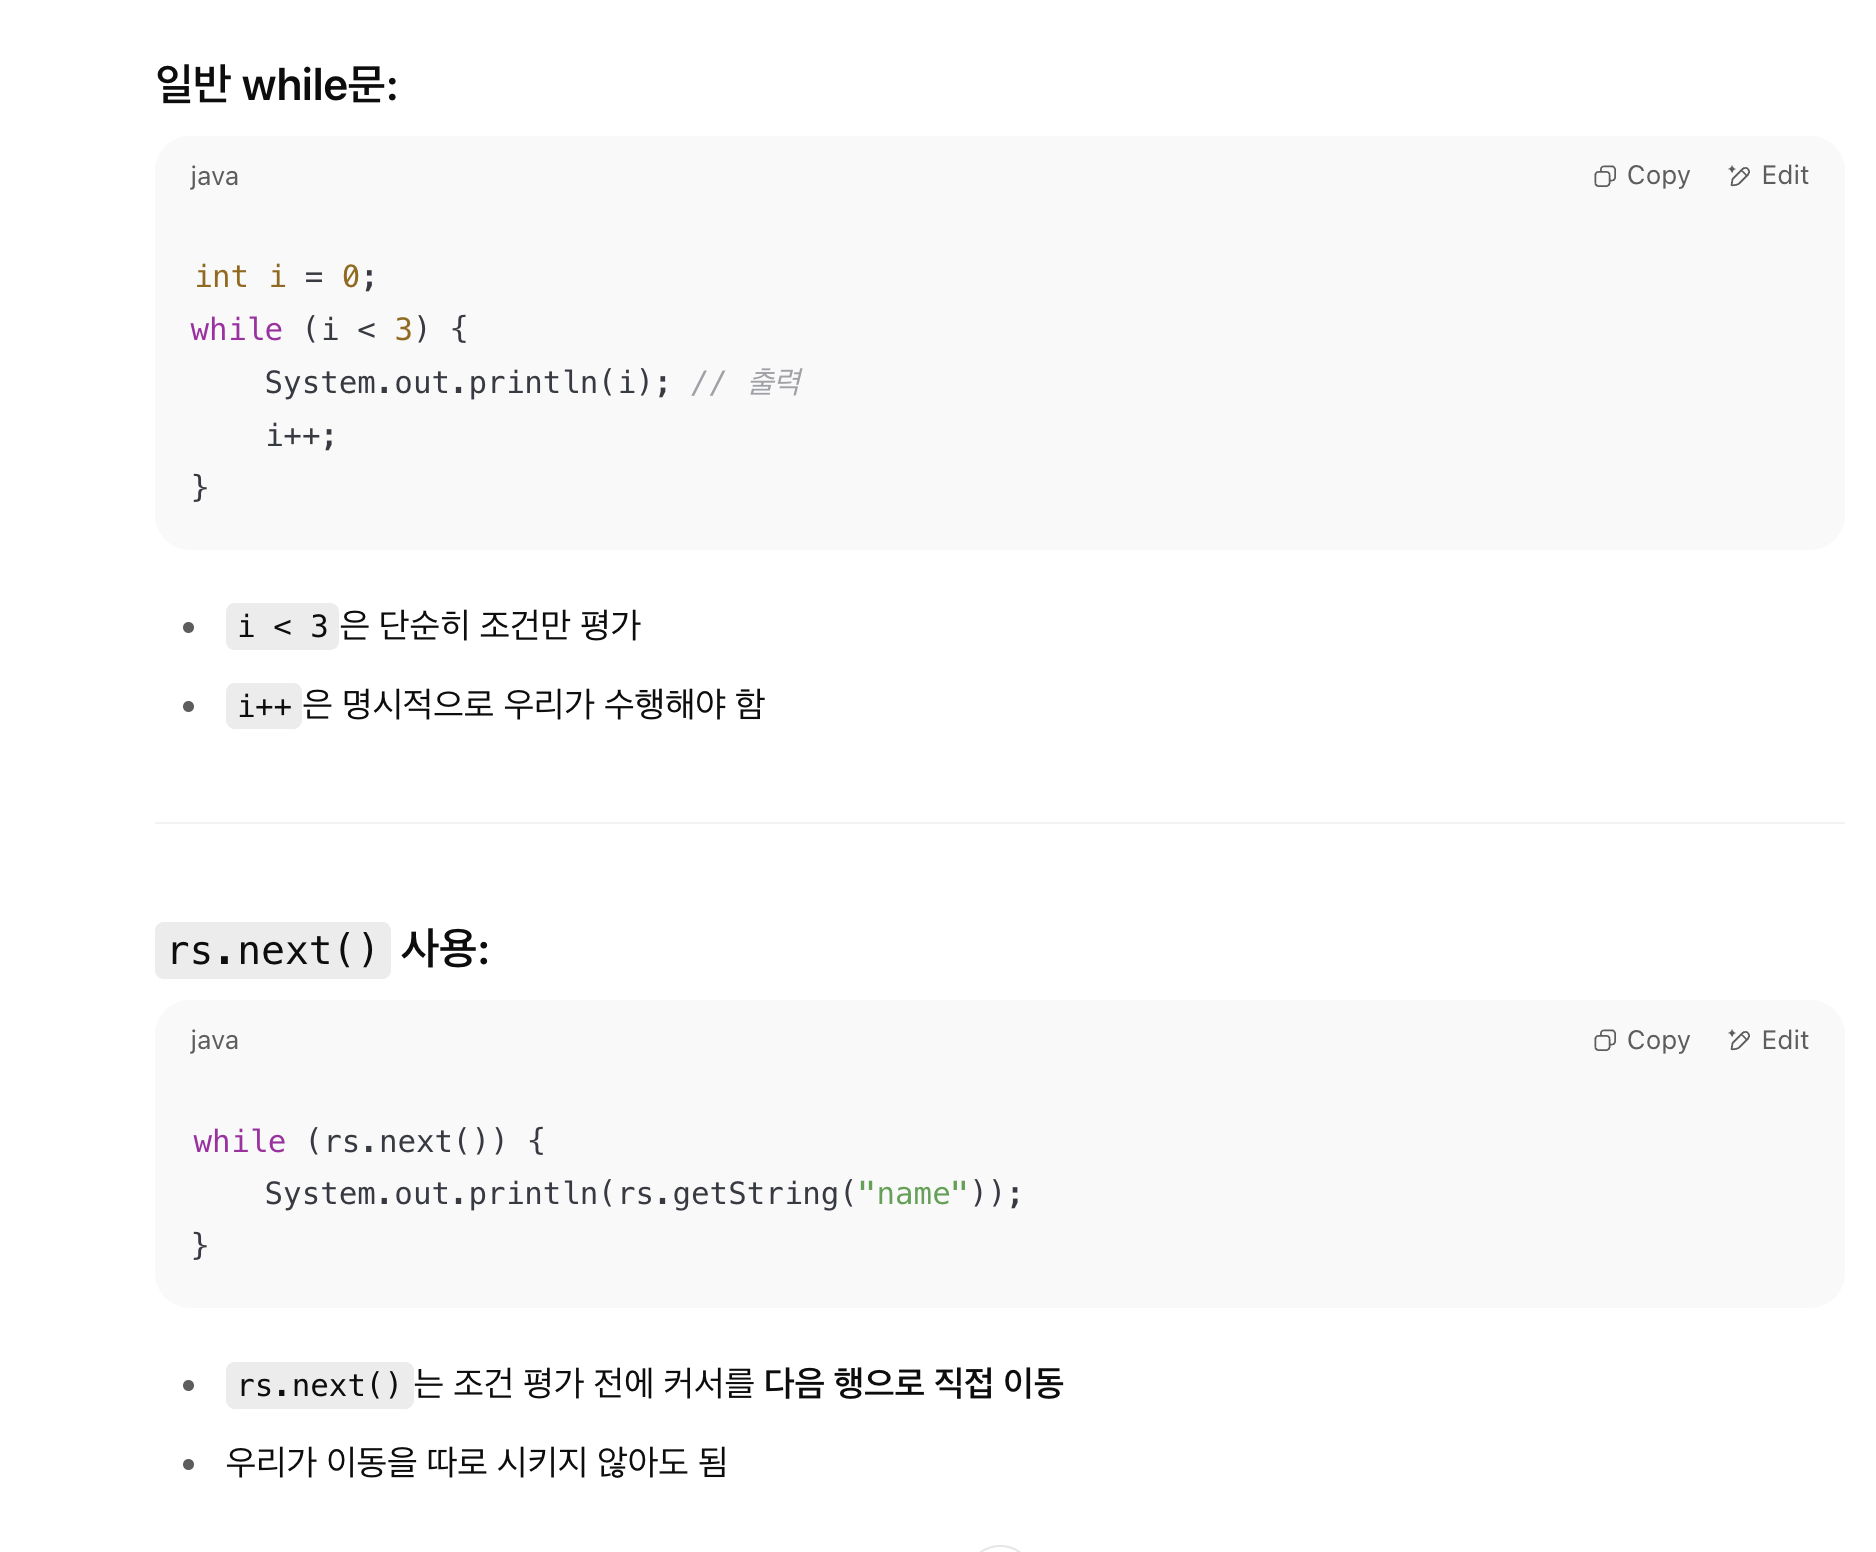 일반 while문:
java
Copy
Edit
int i = 0;
while (i < 3) {
    System.out.println(i); // 출력
    i++;
}
i < 3은 단순히 조건만 평가
i++은 명시적으로 우리가 수행해야 함
rs.next() 사용:
java
Copy
Edit
while (rs.next()) {
    System.out.println(rs.getString("name"));
}
rs.next()는 조건 평가 전에 커서를 다음 행으로 직접 이동
우리가 이동을 따로 시키지 않아도 됨